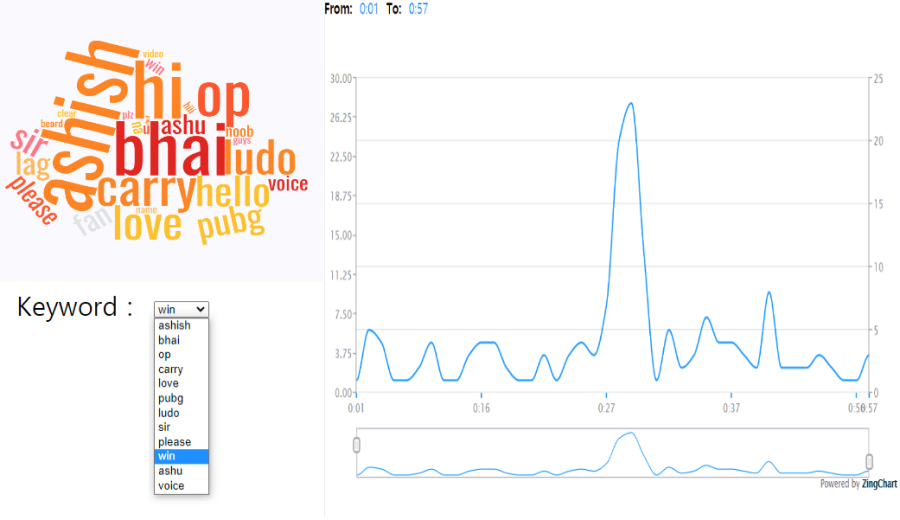 From: 0:01 To: 0:57
video
win
ashish
hi
op
clear
beard
plz
ashu
noob
guys
sir
bhai
ludo
lag
please
carry
hello
voice
fan
name
love
pubg
30.00
26.25
22.50
18.75
15.00
11.25
7.50
3.75
0.00
25
20
15
10
5
0
0:01 0:16 0:27 0:37 0:56 0:57
Powered by ZingChart
Keyword :
win
ashish
bhai
op
carry
love
pubg
ludo
sir
please
win
ashu
voice